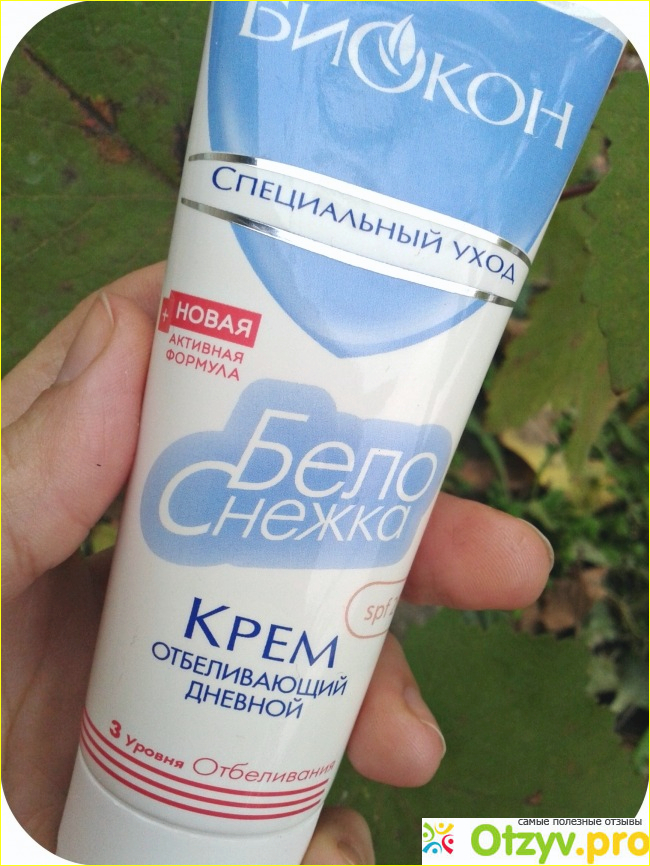 БИОКОН
Специальный уход
+ НОВАЯ
АКТИВНАЯ
ФОРМУЛА
Бело
Снежка
spf
Крем
отбеливающий
дневной
3 Уровня Отбеливания
самые полезные отзывы
Otzyv.pro